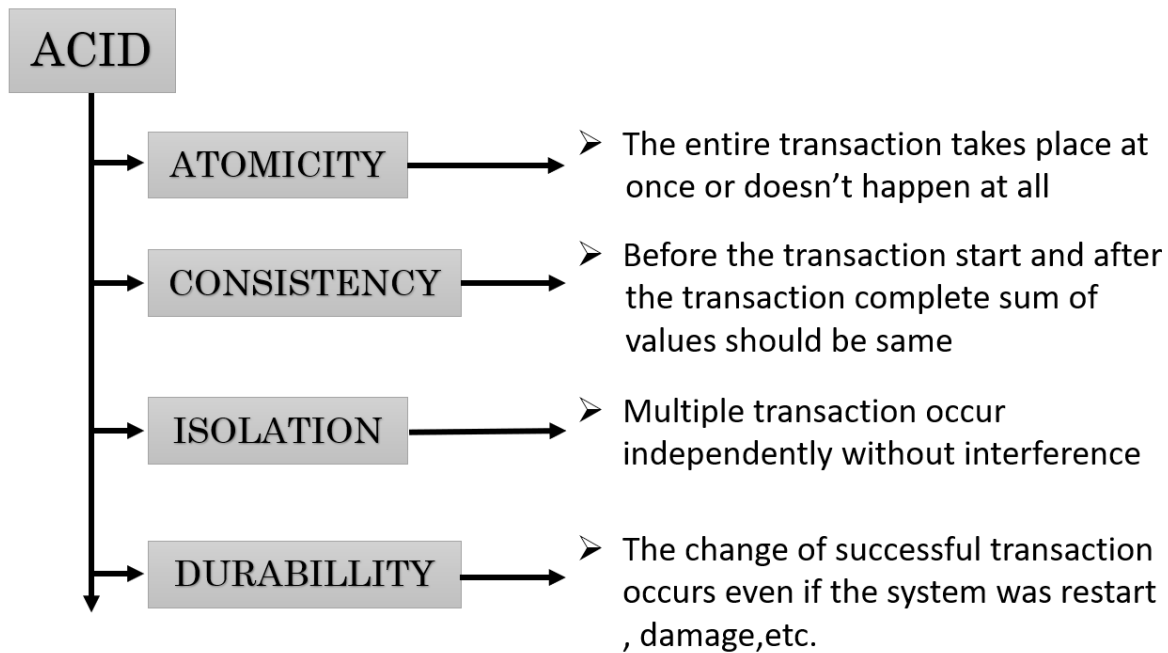 ACID
ATOMICITY
➢ The entire transaction takes place at
once or doesn’t happen at all
CONSISTENCY
➢ Before the transaction start and after
the transaction complete sum of
values should be same
ISOLATION
➢ Multiple transaction occur
independently without interference
DURABILLITY
➢ The change of successful transaction
occurs even if the system was restart
, damage,etc.